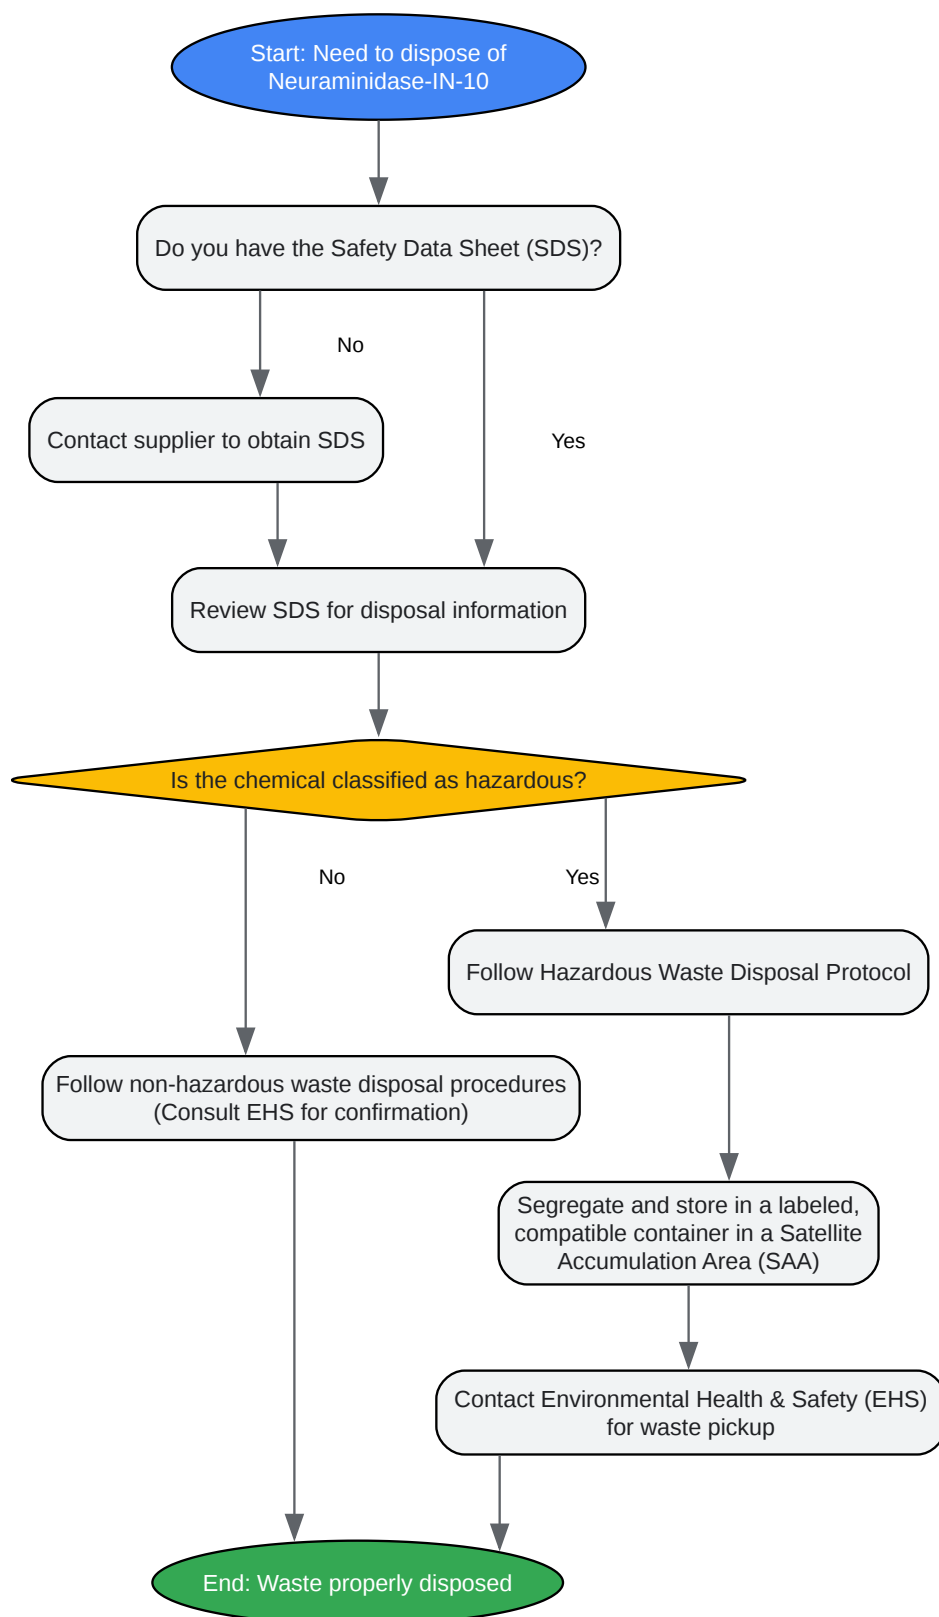 Start: Need to dispose of
Neuraminidase-IN-10
Do you have the Safety Data Sheet (SDS)?
No
Contact supplier to obtain SDS
Yes
Review SDS for disposal information
Is the chemical classified as hazardous?
No
Yes
Follow Hazardous Waste Disposal Protocol
Follow non-hazardous waste disposal procedures
(Consult EHS for confirmation)
Segregate and store in a labeled,
compatible container in a Satellite
Accumulation Area (SAA)
Contact Environmental Health & Safety (EHS)
for waste pickup
End: Waste properly disposed